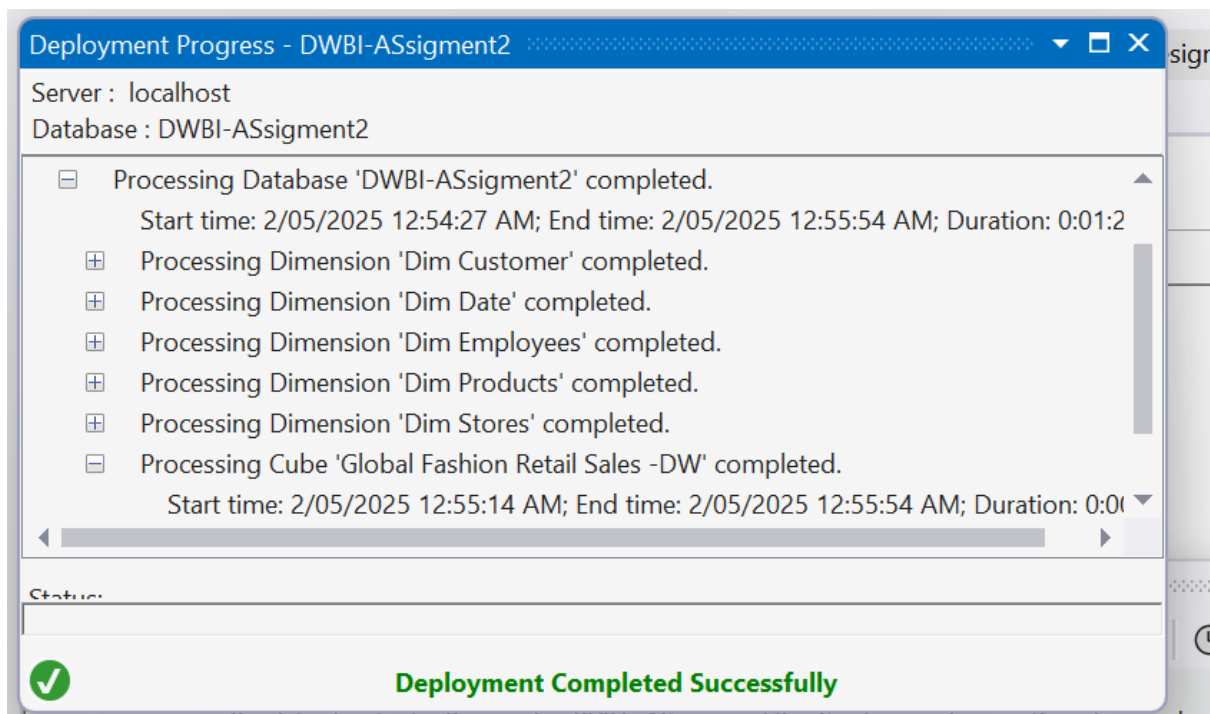 Deployment Progress - DWBI-ASsigment2
Server : localhost
Database : DWBI-ASsigment2
Processing Database 'DWBI-ASsigment2' completed.
Start time: 2/05/2025 12:54:27 AM; End time: 2/05/2025 12:55:54 AM; Duration: 0:01:2
Processing Dimension 'Dim Customer' completed.
Processing Dimension 'Dim Date' completed.
Processing Dimension 'Dim Employees' completed.
Processing Dimension 'Dim Products' completed.
Processing Dimension 'Dim Stores' completed.
Processing Cube 'Global Fashion Retail Sales -DW' completed.
Start time: 2/05/2025 12:55:14 AM; End time: 2/05/2025 12:55:54 AM; Duration: 0:0
Status:
Deployment Completed Successfully